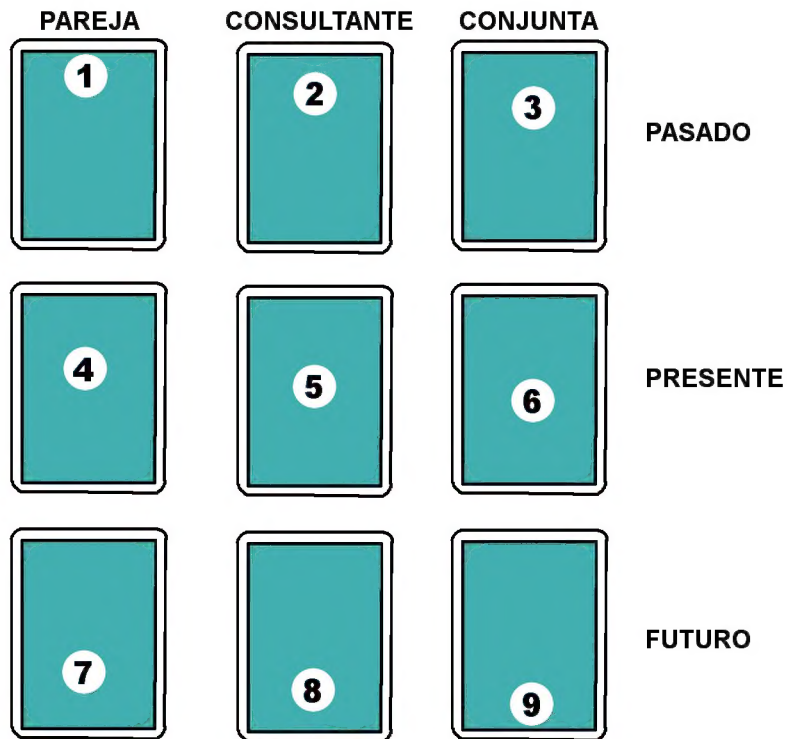 PAREJA CONSULTANTE CONJUNTA
1 2 3 PASADO
4 5 6 PRESENTE
7 8 9 FUTURO